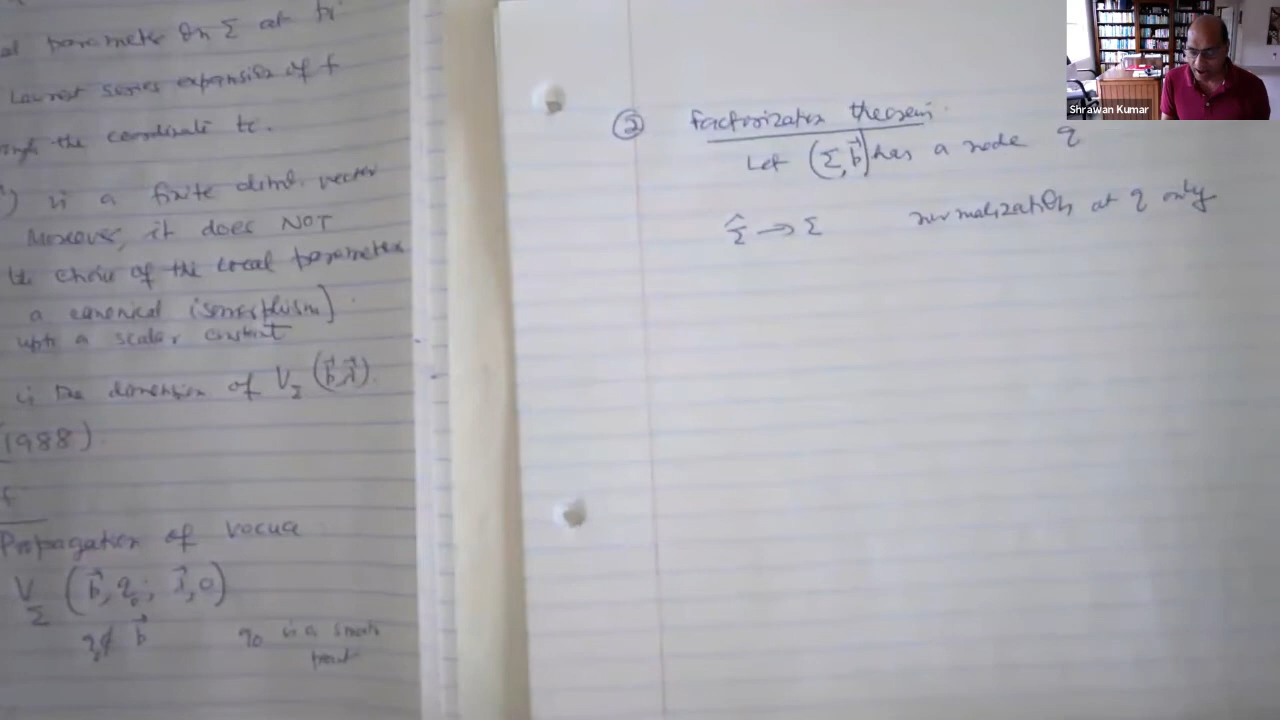 parameter on Σ at
Laurent series expansion of f
the coordinate tᵢ.
is a finite diml. vector
Moreover, it does NOT
the choice of the local parameters
a canonical isomorphism].
upto a scalar constant
is the dimension of V_Σ (b⃗, λ⃗).
(1988)
Propagation of vacua
V_Σ (b⃗, q₀; λ⃗, 0)
q₀ ∉ b⃗ q₀ is a smooth
point
② Factorization theorem.
Let (Σ, b⃗) has a node q
Σ̂ → Σ normalization at q only
Shrawan Kumar